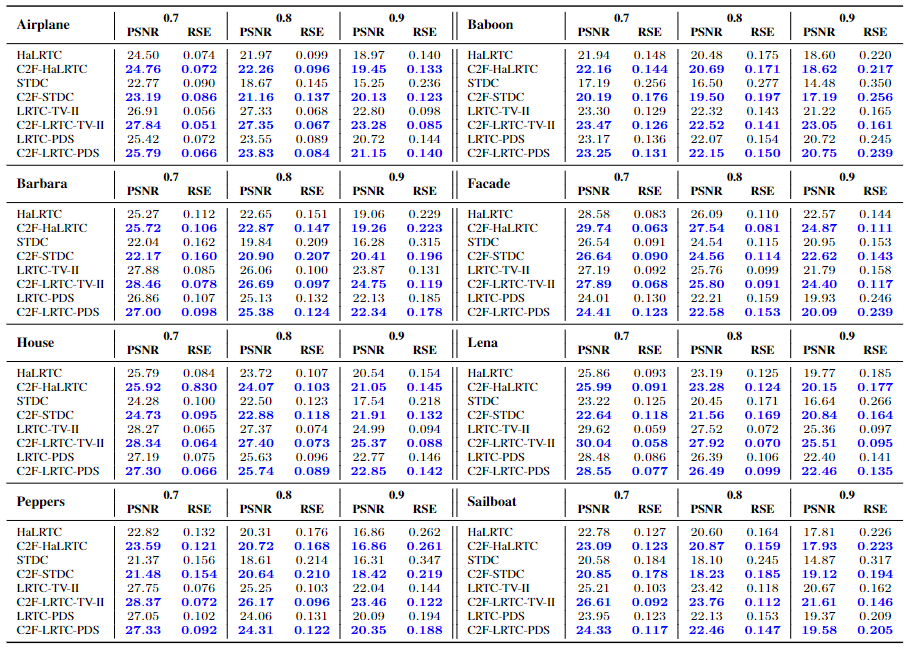 Airplane 0.7 0.8 0.9 Baboon 0.7 0.8 0.9
PSNR RSE PSNR RSE PSNR RSE PSNR RSE PSNR RSE PSNR RSE
HaLRTC 24.50 0.074 21.97 0.099 18.97 0.140 HaLRTC 21.94 0.148 20.48 0.175 18.60 0.220
C2F-HaLRTC 24.76 0.072 22.26 0.096 19.45 0.133 C2F-HaLRTC 22.16 0.144 20.69 0.171 18.62 0.217
STDC 22.77 0.090 18.67 0.145 15.25 0.236 STDC 17.19 0.256 16.50 0.277 14.48 0.350
C2F-STDC 23.19 0.086 21.16 0.137 20.13 0.123 C2F-STDC 20.19 0.176 19.50 0.197 17.19 0.256
LRTC-TV-II 26.91 0.056 27.33 0.068 22.80 0.098 LRTC-TV-II 23.30 0.129 22.32 0.143 21.22 0.165
C2F-LRTC-TV-II 27.84 0.051 27.35 0.067 23.28 0.085 C2F-LRTC-TV-II 23.47 0.126 22.52 0.141 23.05 0.161
LRTC-PDS 25.42 0.072 23.55 0.089 20.72 0.144 LRTC-PDS 23.17 0.136 22.07 0.154 20.72 0.245
C2F-LRTC-PDS 25.79 0.066 23.83 0.084 21.15 0.140 C2F-LRTC-PDS 23.25 0.131 22.15 0.150 20.75 0.239
Barbara 0.7 0.8 0.9 Facade 0.7 0.8 0.9
PSNR RSE PSNR RSE PSNR RSE PSNR RSE PSNR RSE PSNR RSE
HaLRTC 25.27 0.112 22.65 0.151 19.06 0.229 HaLRTC 28.58 0.083 26.09 0.110 22.57 0.144
C2F-HaLRTC 25.72 0.106 22.87 0.147 19.26 0.223 C2F-HaLRTC 29.74 0.063 27.54 0.081 24.87 0.111
STDC 22.04 0.162 19.84 0.209 16.28 0.315 STDC 26.54 0.091 24.54 0.115 20.95 0.153
C2F-STDC 22.17 0.160 20.90 0.207 20.41 0.196 C2F-STDC 26.64 0.090 24.56 0.114 22.62 0.143
LRTC-TV-II 27.88 0.085 26.06 0.100 23.87 0.131 LRTC-TV-II 27.19 0.092 25.76 0.099 21.79 0.158
C2F-LRTC-TV-II 28.46 0.078 26.69 0.097 24.75 0.119 C2F-LRTC-TV-II 27.89 0.068 25.80 0.091 24.40 0.117
LRTC-PDS 26.86 0.107 25.13 0.132 22.13 0.185 LRTC-PDS 24.01 0.130 22.21 0.159 19.93 0.246
C2F-LRTC-PDS 27.00 0.098 25.38 0.124 22.34 0.178 C2F-LRTC-PDS 24.41 0.123 22.58 0.153 20.09 0.239
House 0.7 0.8 0.9 Lena 0.7 0.8 0.9
PSNR RSE PSNR RSE PSNR RSE PSNR RSE PSNR RSE PSNR RSE
HaLRTC 25.79 0.084 23.72 0.107 20.54 0.154 HaLRTC 25.86 0.093 23.19 0.125 19.77 0.185
C2F-HaLRTC 25.92 0.830 24.07 0.103 21.05 0.145 C2F-HaLRTC 25.99 0.091 23.28 0.124 20.15 0.177
STDC 24.28 0.100 22.50 0.123 17.54 0.218 STDC 23.22 0.125 20.45 0.171 16.64 0.266
C2F-STDC 24.73 0.095 22.88 0.118 21.91 0.132 C2F-STDC 22.64 0.118 21.56 0.169 20.84 0.164
LRTC-TV-II 28.27 0.065 27.37 0.074 24.99 0.094 LRTC-TV-II 29.62 0.059 27.52 0.072 25.36 0.097
C2F-LRTC-TV-II 28.34 0.064 27.40 0.073 25.37 0.088 C2F-LRTC-TV-II 30.04 0.058 27.92 0.070 25.51 0.095
LRTC-PDS 27.19 0.075 25.63 0.096 22.77 0.146 LRTC-PDS 28.48 0.086 26.39 0.106 22.40 0.141
C2F-LRTC-PDS 27.30 0.066 25.74 0.089 22.85 0.142 C2F-LRTC-PDS 28.55 0.077 26.49 0.099 22.46 0.135
Peppers 0.7 0.8 0.9 Sailboat 0.7 0.8 0.9
PSNR RSE PSNR RSE PSNR RSE PSNR RSE PSNR RSE PSNR RSE
HaLRTC 22.82 0.132 20.31 0.176 16.86 0.262 HaLRTC 22.78 0.127 20.60 0.164 17.81 0.226
C2F-HaLRTC 23.59 0.121 20.72 0.168 16.86 0.261 C2F-HaLRTC 23.09 0.123 20.87 0.159 17.93 0.223
STDC 21.37 0.156 18.61 0.214 16.31 0.347 STDC 20.58 0.184 18.10 0.245 14.87 0.317
C2F-STDC 21.48 0.154 20.64 0.210 18.42 0.219 C2F-STDC 20.85 0.178 18.23 0.185 19.12 0.194
LRTC-TV-II 27.75 0.076 25.25 0.103 22.04 0.144 LRTC-TV-II 25.21 0.103 23.42 0.118 20.67 0.162
C2F-LRTC-TV-II 28.37 0.072 26.17 0.096 23.46 0.122 C2F-LRTC-TV-II 26.61 0.092 23.76 0.112 21.61 0.146
LRTC-PDS 27.05 0.102 24.06 0.131 20.09 0.194 LRTC-PDS 23.95 0.123 22.13 0.153 19.37 0.209
C2F-LRTC-PDS 27.33 0.092 24.31 0.122 20.35 0.188 C2F-LRTC-PDS 24.33 0.117 22.46 0.147 19.58 0.205